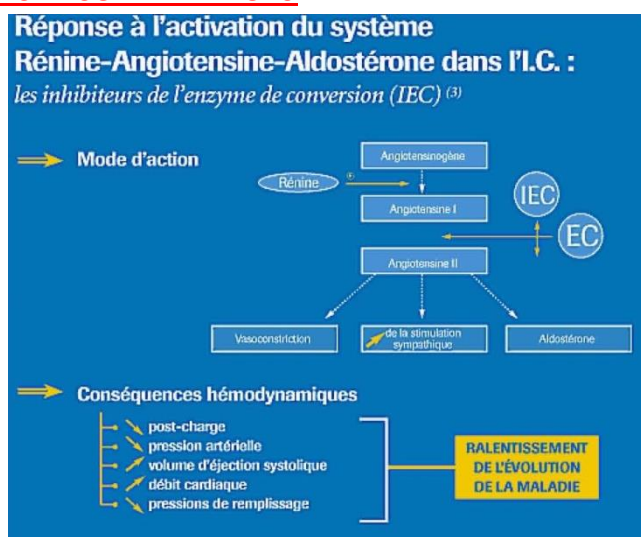 Réponse à l'activation du système
Rénine-Angiotensine-Aldostérone dans l'I.C. :
les inhibiteurs de l'enzyme de conversion (IEC) (3)
Mode d'action
Angiotensinogène
Rénine
+
Angiotensine I
IEC
EC
Angiotensine II
Vasoconstriction
de la stimulation
sympathique
Aldostérone
Conséquences hémodynamiques
post-charge
pression artérielle
volume d'éjection systolique
débit cardiaque
pressions de remplissage
RALENTISSEMENT
DE L'ÉVOLUTION
DE LA MALADIE